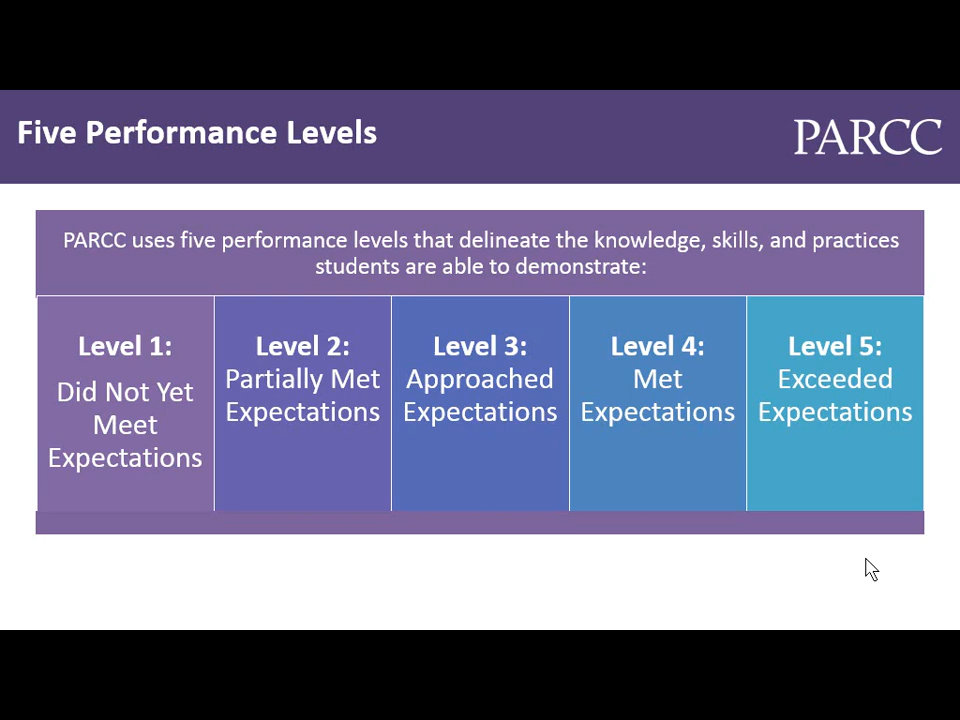 Five Performance Levels
PARCC
PARCC uses five performance levels that delineate the knowledge, skills, and practices
students are able to demonstrate:
Level 1:
Did Not Yet
Meet
Expectations
Level 2:
Partially Met
Expectations
Level 3:
Approached
Expectations
Level 4:
Met
Expectations
Level 5:
Exceeded
Expectations